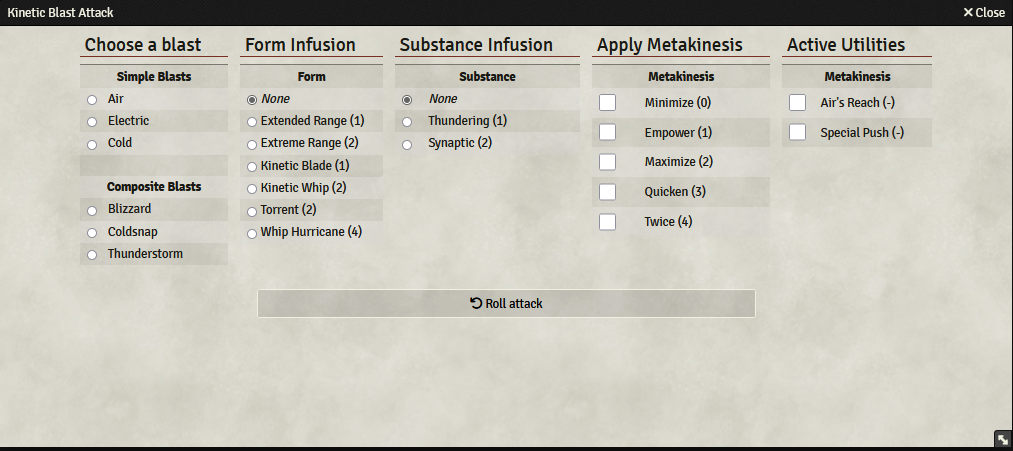 Kinetic Blast Attack
Close
Choose a blast
Simple Blasts
Air
Electric
Cold
Composite Blasts
Blizzard
Coldsnap
Thunderstorm
Form Infusion
Form
None
Extended Range (1)
Extreme Range (2)
Kinetic Blade (1)
Kinetic Whip (2)
Torrent (2)
Whip Hurricane (4)
Substance Infusion
Substance
None
Thundering (1)
Synaptic (2)
Apply Metakinesis
Metakinesis
Minimize (0)
Empower (1)
Maximize (2)
Quicken (3)
Twice (4)
Active Utilities
Metakinesis
Air's Reach (-)
Special Push (-)
Roll attack